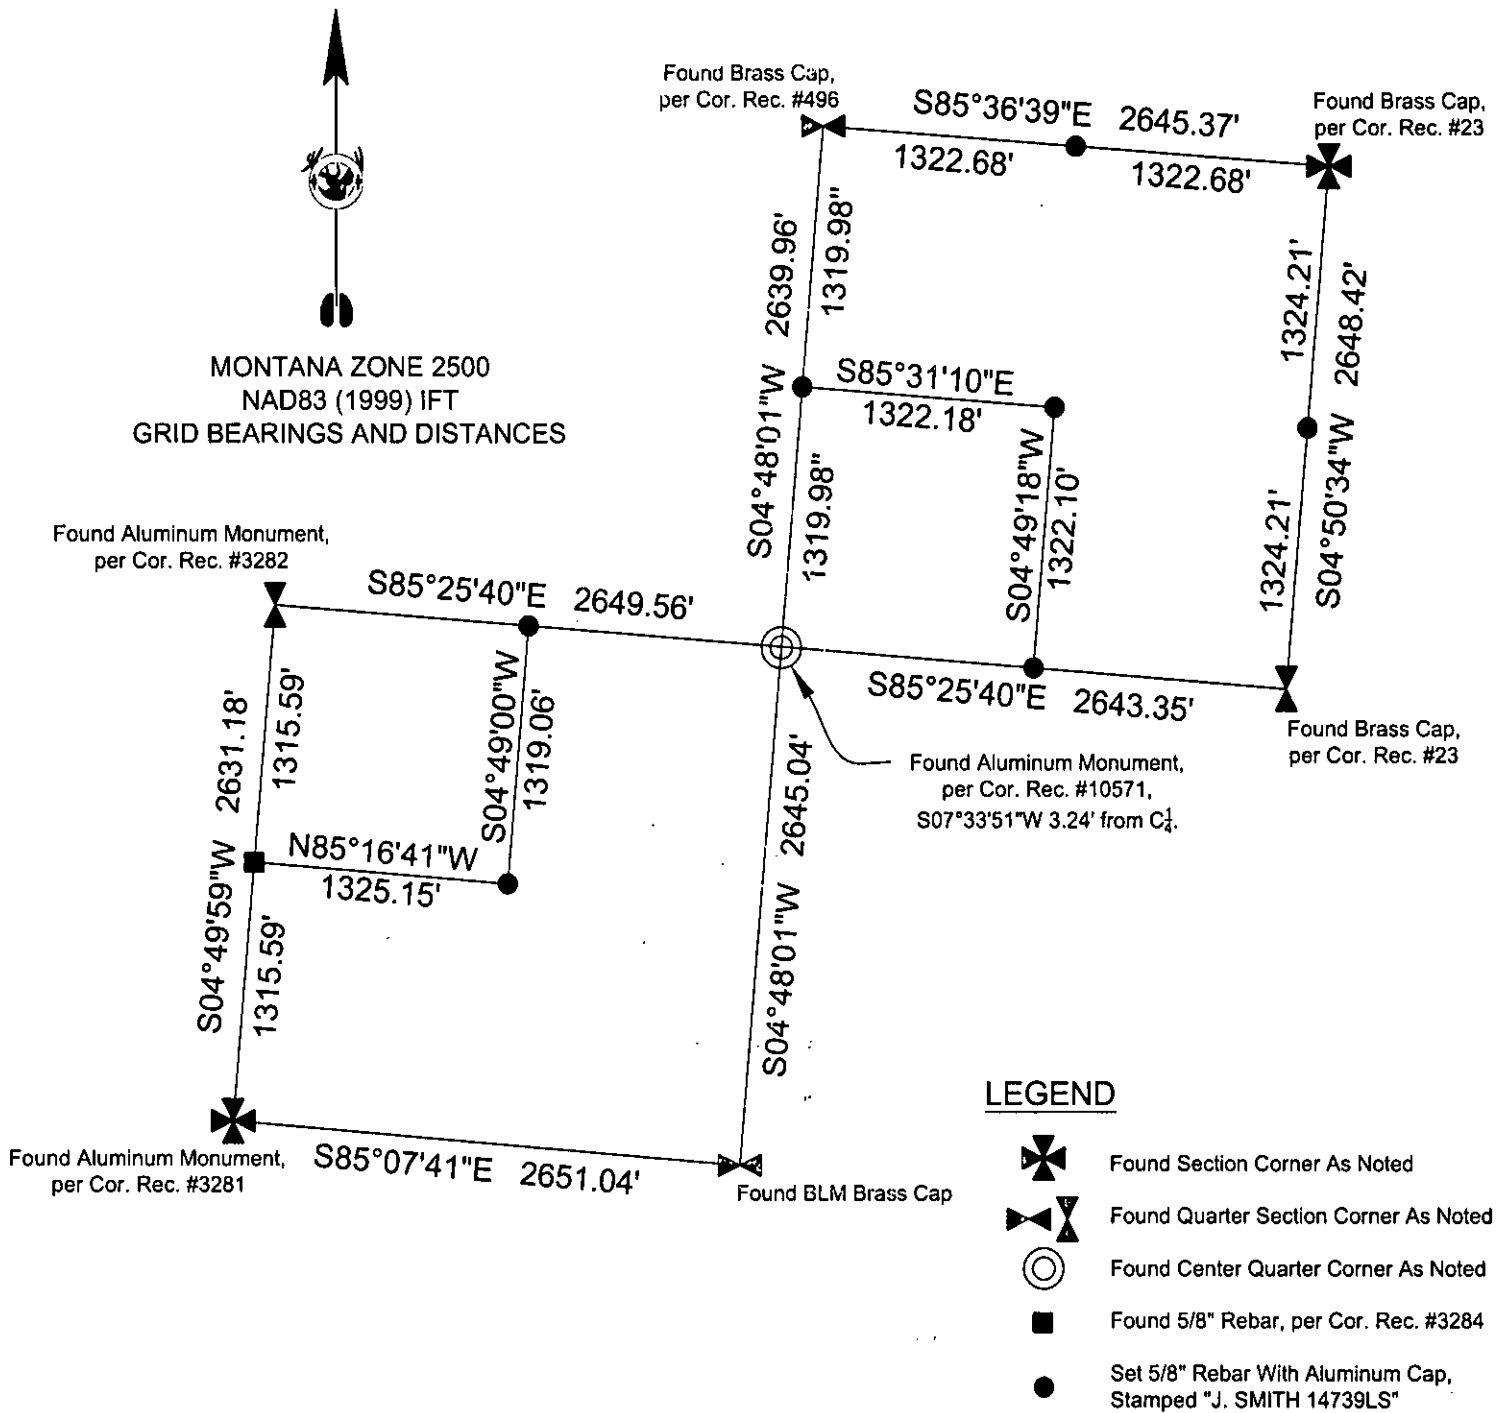 Found Brass Cap,
per Cor. Rec. #496
S85°36'39"E 2645.37'
1322.68'
1322.68'
Found Brass Cap,
per Cor. Rec. #23
2639.96'
1319.98"
1324.21'
2648.42'
MONTANA ZONE 2500
NAD83 (1999) IFT
GRID BEARINGS AND DISTANCES
S85°31'10"E
1322.18'
S04°48'01"W
1319.98"
S04°49'18"W
1322.10'
1324.21'
S04°50'34"W
Found Aluminum Monument,
per Cor. Rec. #3282
S85°25'40"E 2649.56'
S85°25'40"E 2643.35'
Found Brass Cap,
per Cor. Rec. #23
Found Aluminum Monument,
per Cor. Rec. #10571,
S07°33'51"W 3.24' from C¼.
2631.18'
1315.59'
S04°49'00"W
1319.06'
N85°16'41"W
1325.15'
S04°49'59"W
1315.59'
S04°48'01"W 2645.04'
Found Aluminum Monument,
per Cor. Rec. #3281
S85°07'41"E 2651.04'
Found BLM Brass Cap
LEGEND
Found Section Corner As Noted
Found Quarter Section Corner As Noted
Found Center Quarter Corner As Noted
Found 5/8" Rebar, per Cor. Rec. #3284
Set 5/8" Rebar With Aluminum Cap,
Stamped "J. SMITH 14739LS"